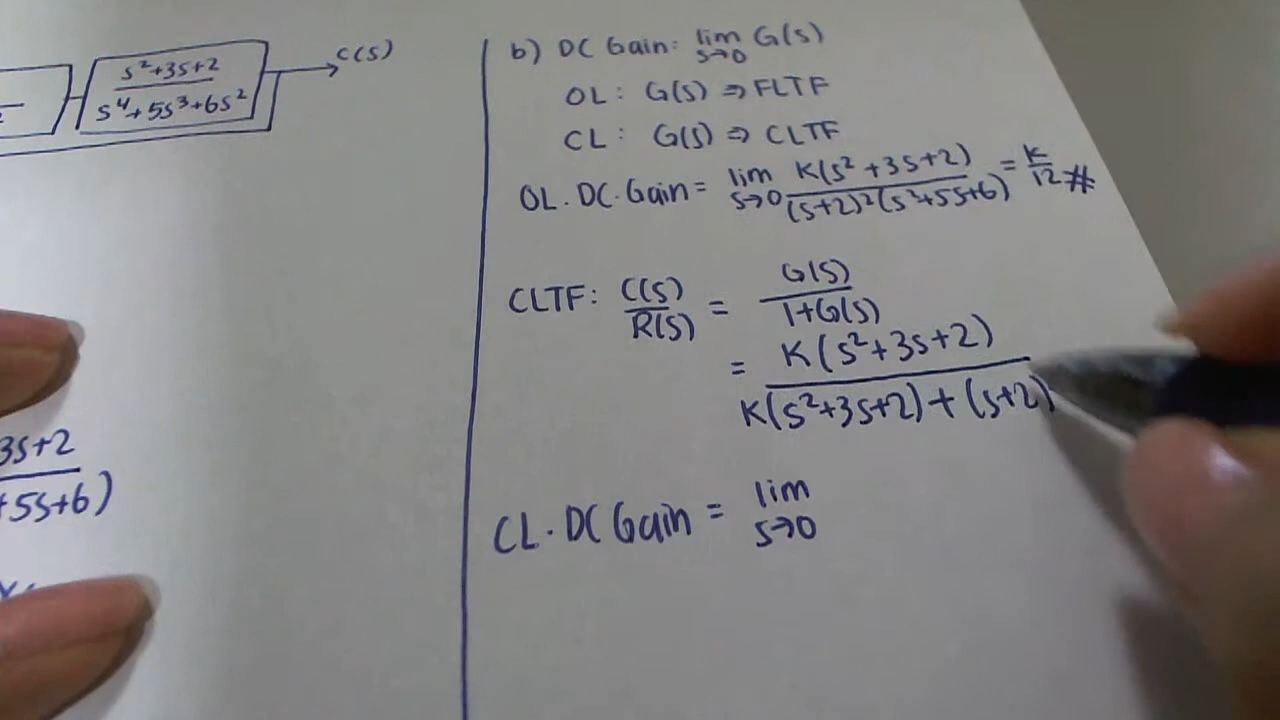 s²+3s+2
s⁴+5s³+6s²
C(s)
3s+2
+5s+6)
b) DC Gain: lim G(s)
s→0
OL: G(s) ⇒ FLTF
CL: G(s) ⇒ CLTF
OL. DC. Gain = lim K(s²+3s+2) = K
s→0 (s+2)²(s²+5s+6) 12 #
CLTF: C(s) = G(s)
R(s) 1+G(s)
= K(s²+3s+2)
K(s²+3s+2)+(s+2)
CL. DC Gain = lim
s→0